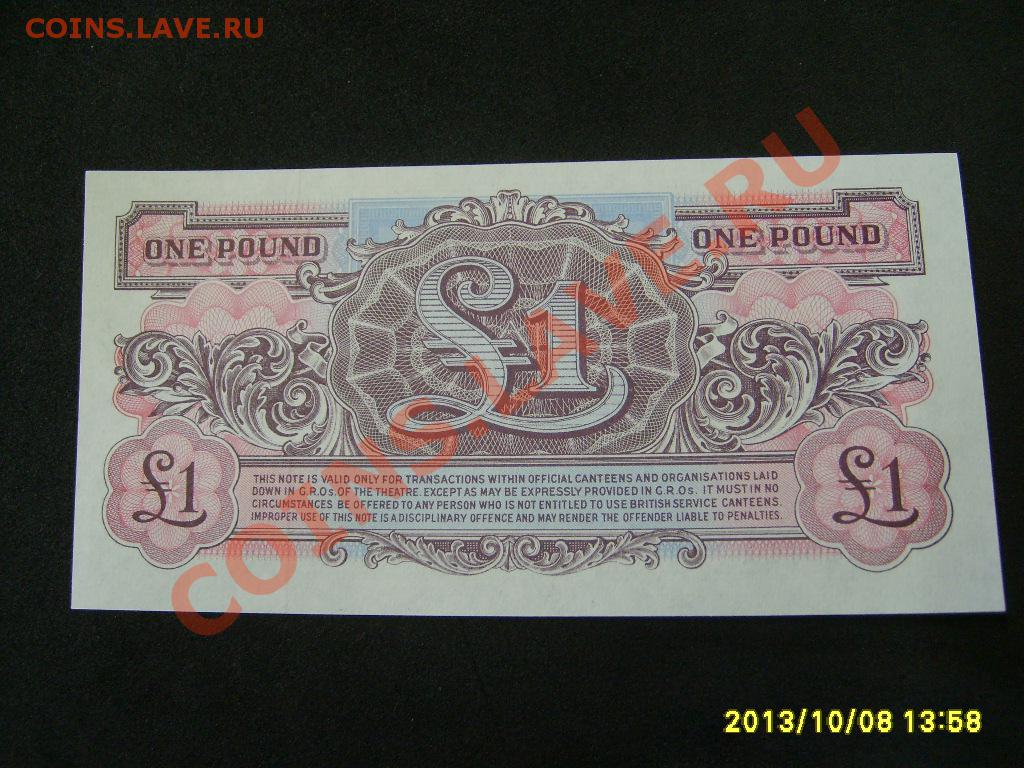 COINS.LAVE.RU
ONE POUND
ONE POUND
£1
THIS NOTE IS VALID ONLY FOR TRANSACTIONS WITHIN OFFICIAL CANTEENS AND ORGANISATIONS LAID
DOWN IN G.R.Os. OF THE THEATRE. EXCEPT AS MAY BE EXPRESSLY PROVIDED IN G.R.Os. IT MUST IN NO
CIRCUMSTANCES BE OFFERED TO ANY PERSON WHO IS NOT ENTITLED TO USE BRITISH SERVICE CANTEENS.
IMPROPER USE OF THIS NOTE IS A DISCIPLINARY OFFENCE AND MAY RENDER THE OFFENDER LIABLE TO PENALTIES.
£1
£1
COINS.LAVE.RU
2013/10/08 13:58